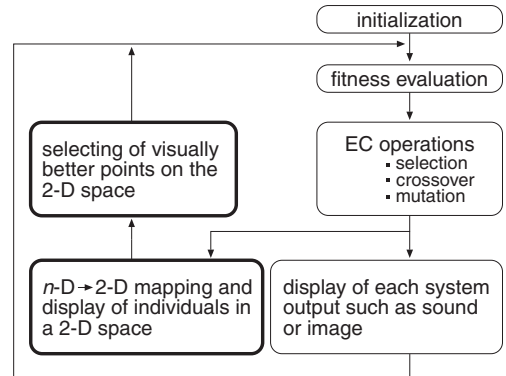 initialization
fitness evaluation
EC operations
▪ selection
▪ crossover
▪ mutation
selecting of visually
better points on the
2-D space
n-D→2-D mapping and
display of individuals in
a 2-D space
display of each system
output such as sound
or image